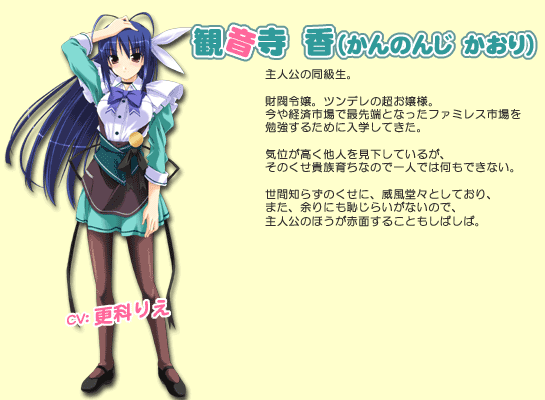 観音寺 香(かんのんじ かおり)
主人公の同級生。
財閥令嬢。ツンデレの超お嬢様。
今や経済市場で最先端となったファミレス市場を
勉強するために入学してきた。
気位が高く他人を見下しているが、
そのくせ貴族育ちなので一人では何もできない。
世間知らずのくせに、威風堂々としており、
また、余りにも恥じらいがないので、
主人公のほうが赤面することもしばしば。
CV: 更科りえ